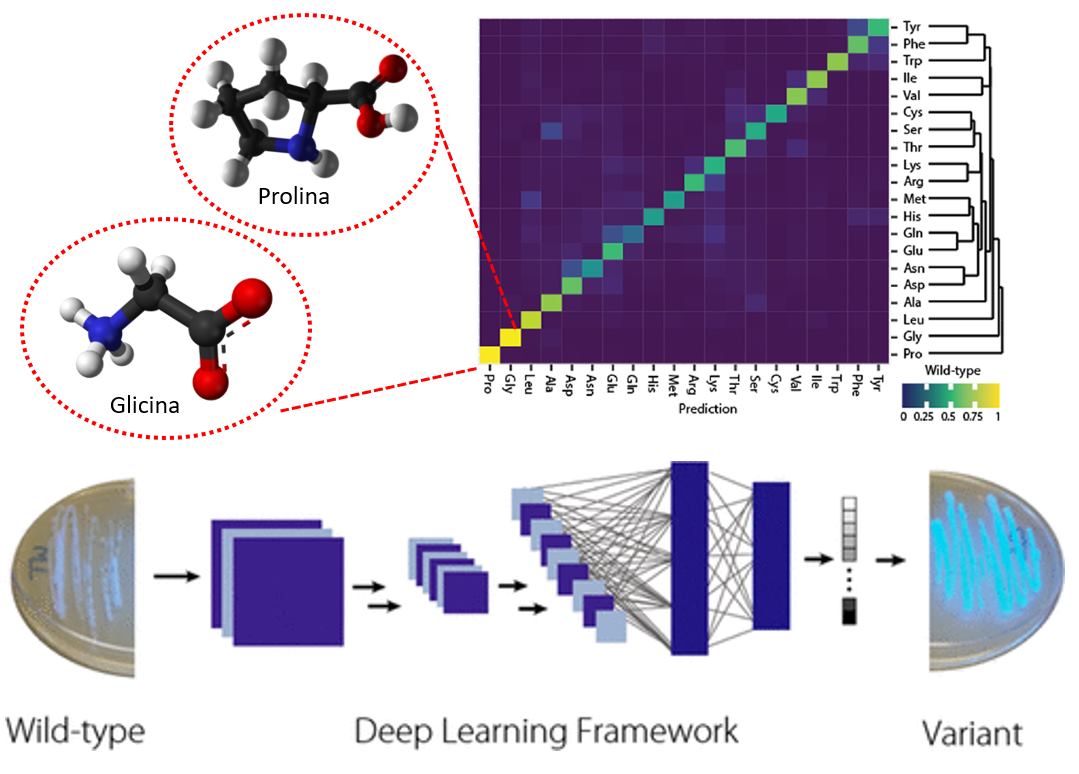 Prolina
Glicina
Tyr
Phe
Trp
Ile
Val
Cys
Ser
Thr
Lys
Arg
Met
His
Gln
Glu
Asn
Asp
Ala
Leu
Gly
Pro
Pro
Gly
Leu
Ala
Asp
Asn
Glu
Gln
His
Met
Arg
Lys
Thr
Ser
Cys
Val
Ile
Trp
Phe
Tyr
Prediction
Wild-type
0 0.25 0.5 0.75 1
Wild-type
Deep Learning Framework
Variant